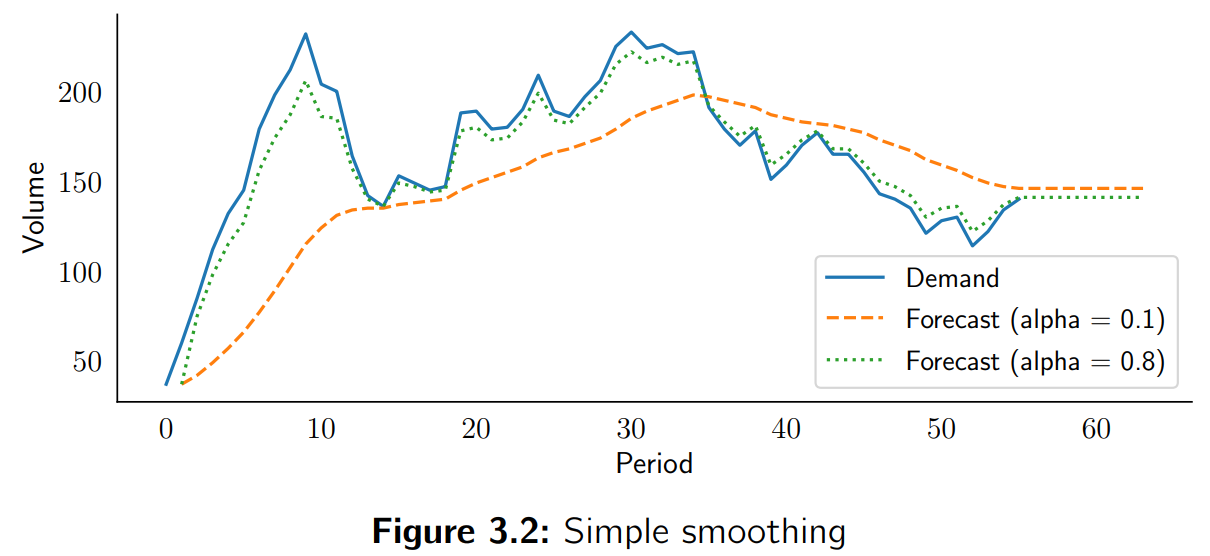 200
150
100
50
Volume
Demand
Forecast (alpha = 0.1)
Forecast (alpha = 0.8)
0 10 20 30 40 50 60
Period
Figure 3.2: Simple smoothing